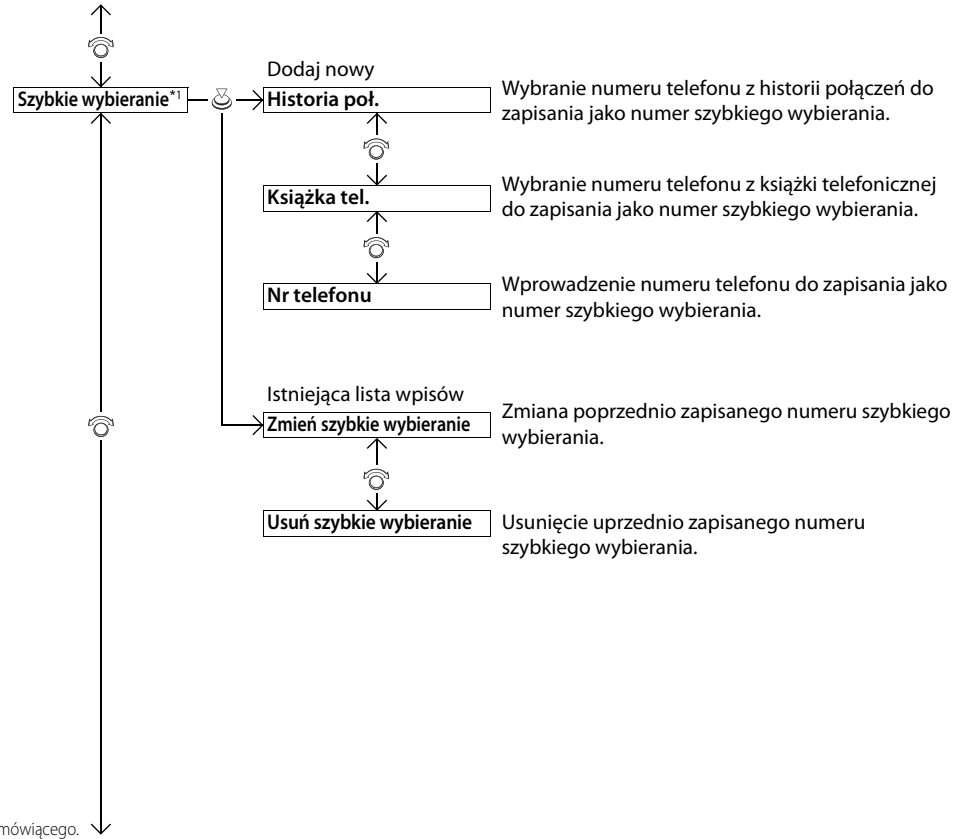 Dodaj nowy
Szybkie wybieranie*1
Historia poł.
Wybranie numeru telefonu z historii połączeń do
zapisania jako numer szybkiego wybierania.
Książka tel.
Wybranie numeru telefonu z książki telefonicznej
do zapisania jako numer szybkiego wybierania.
Nr telefonu
Wprowadzenie numeru telefonu do zapisania jako
numer szybkiego wybierania.
Istniejąca lista wpisów
Zmień szybkie wybieranie
Zmiana poprzednio zapisanego numeru szybkiego
wybierania.
Usuń szybkie wybieranie
Usunięcie uprzednio zapisanego numeru
szybkiego wybierania.
mówiącego.